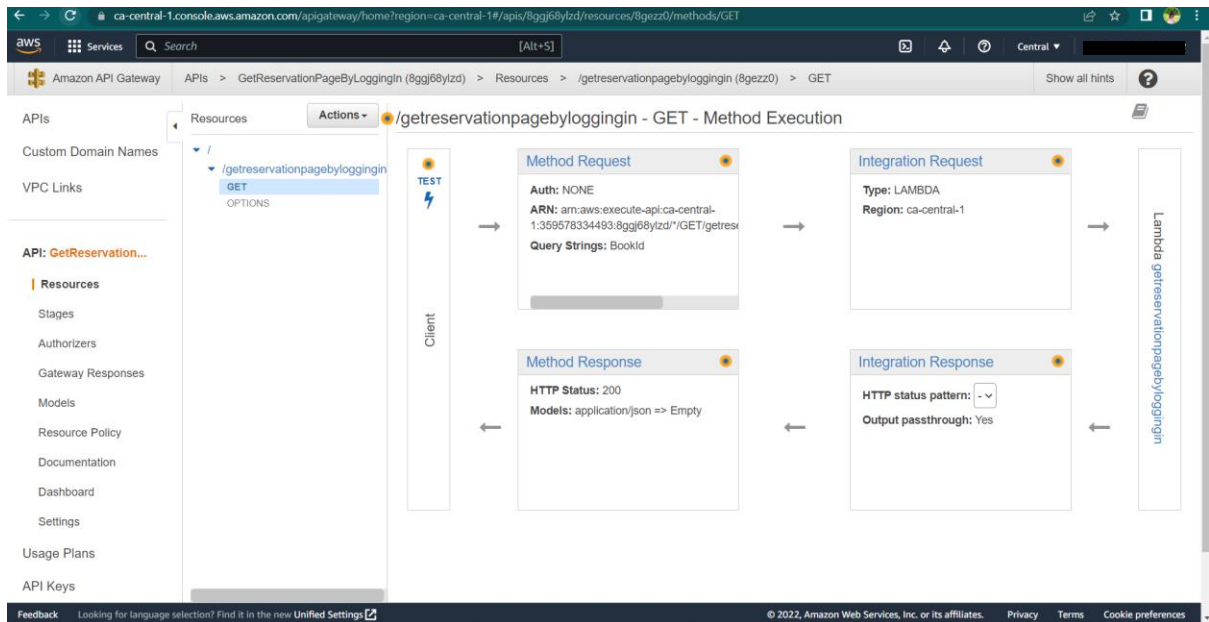 ca-central-1.console.aws.amazon.com/apigateway/home?region=ca-central-1#/apis/8ggj68ylzd/resources/8gezz0/methods/GET
aws Services Search [Alt+S] Central
Amazon API Gateway APIs > GetReservationPageByLoggingIn (8ggj68ylzd) > Resources > /getreservationpagebyloggingin (8gezz0) > GET Show all hints
APIs
Custom Domain Names
VPC Links
API: GetReservation...
Resources
Stages
Authorizers
Gateway Responses
Models
Resource Policy
Documentation
Dashboard
Settings
Usage Plans
API Keys
Resources Actions
/
/getreservationpagebyloggingin
GET
OPTIONS
/getreservationpagebyloggingin - GET - Method Execution
TEST
Client
Method Request
Auth: NONE
ARN: arn:aws:execute-api:ca-central-
1:359578334493:8ggj68ylzd/*/GET/getrese
Query Strings: BookId
Integration Request
Type: LAMBDA
Region: ca-central-1
Lambda getreservationpagebyloggingin
Method Response
HTTP Status: 200
Models: application/json => Empty
Integration Response
HTTP status pattern: -
Output passthrough: Yes
Feedback Looking for language selection? Find it in the new Unified Settings © 2022, Amazon Web Services, Inc. or its affiliates. Privacy Terms Cookie preferences